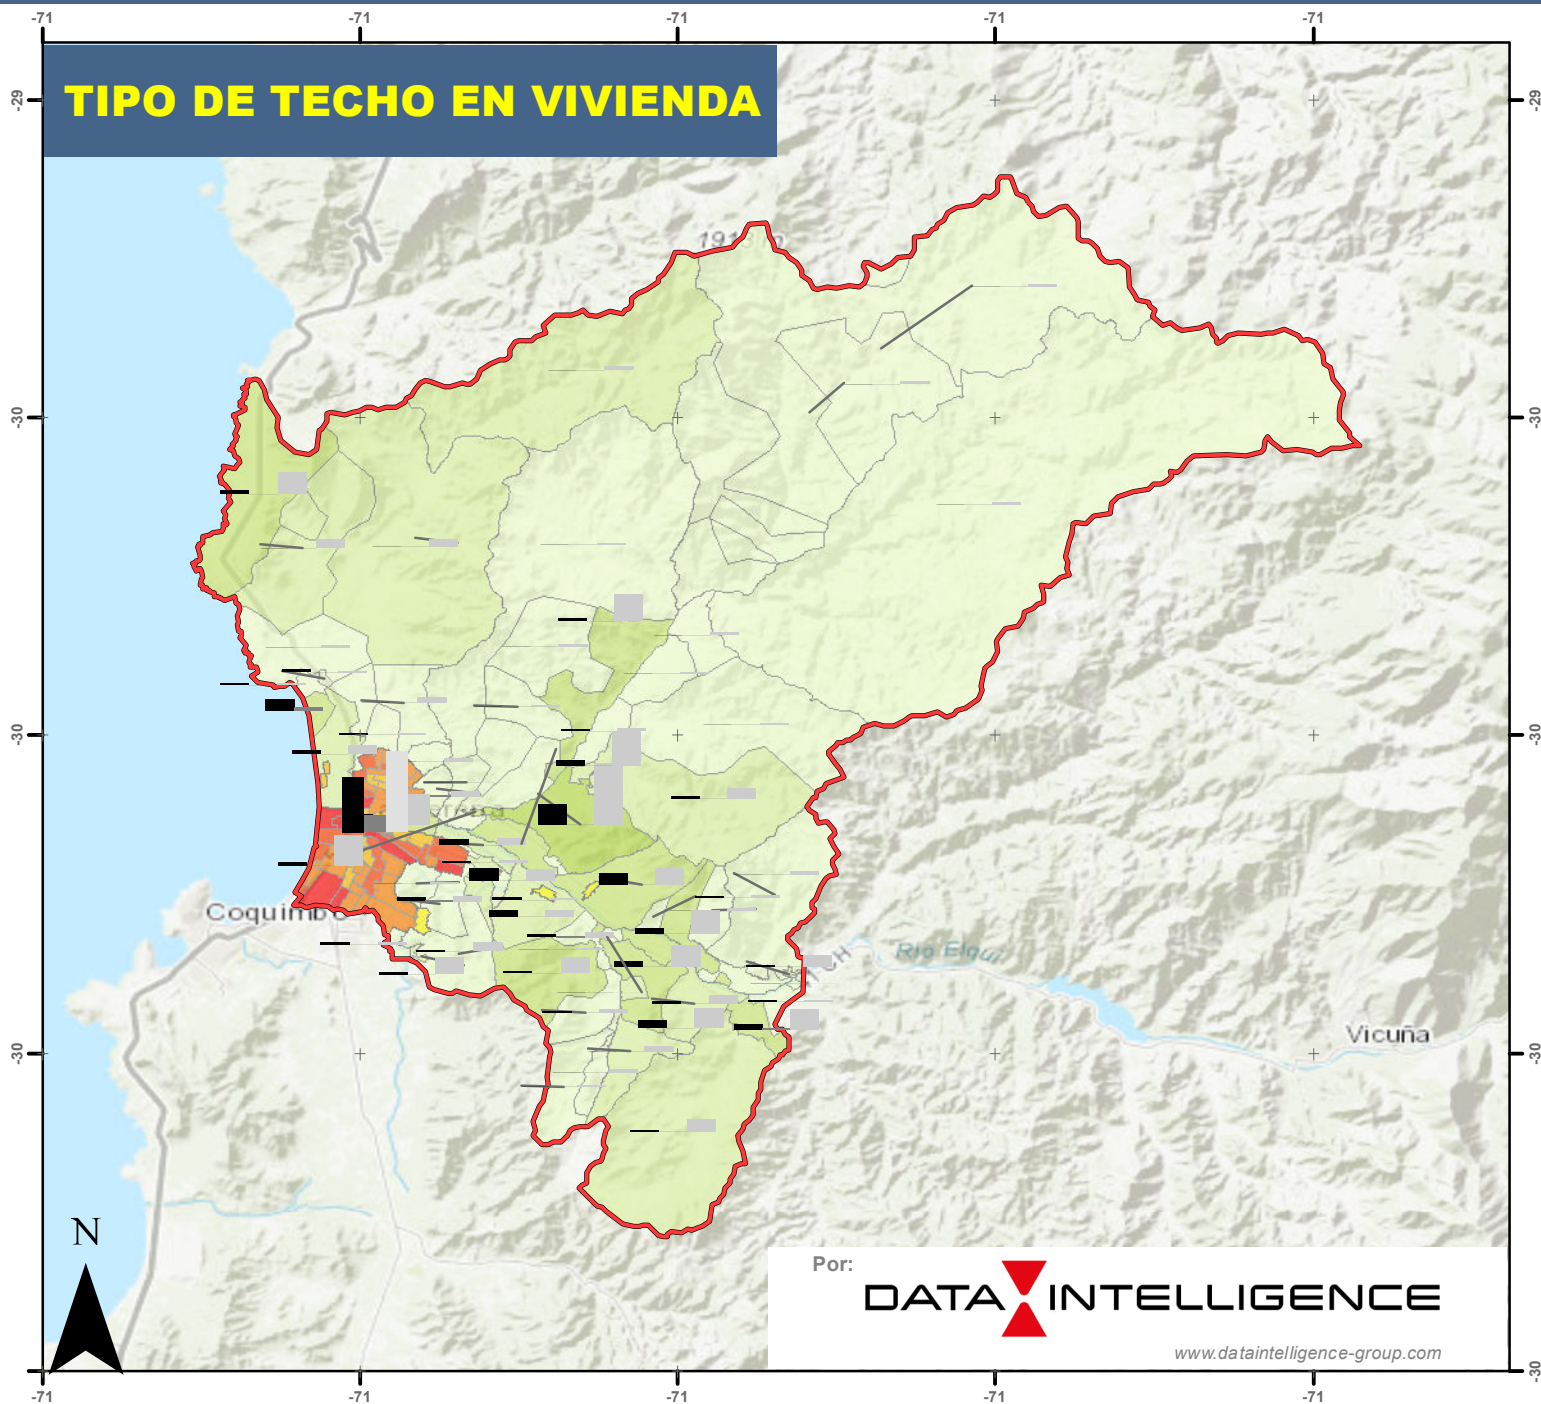 -71 -71 -71 -71 -71
TIPO DE TECHO EN VIVIENDA
-29 -29
-30 -30
-30 -30
Coquimbo
Río Elqui
Vicuña
-30 -30
N
Por:
DATA INTELLIGENCE
www.dataintelligence-group.com
-30
-71 -71 -71 -71 -71